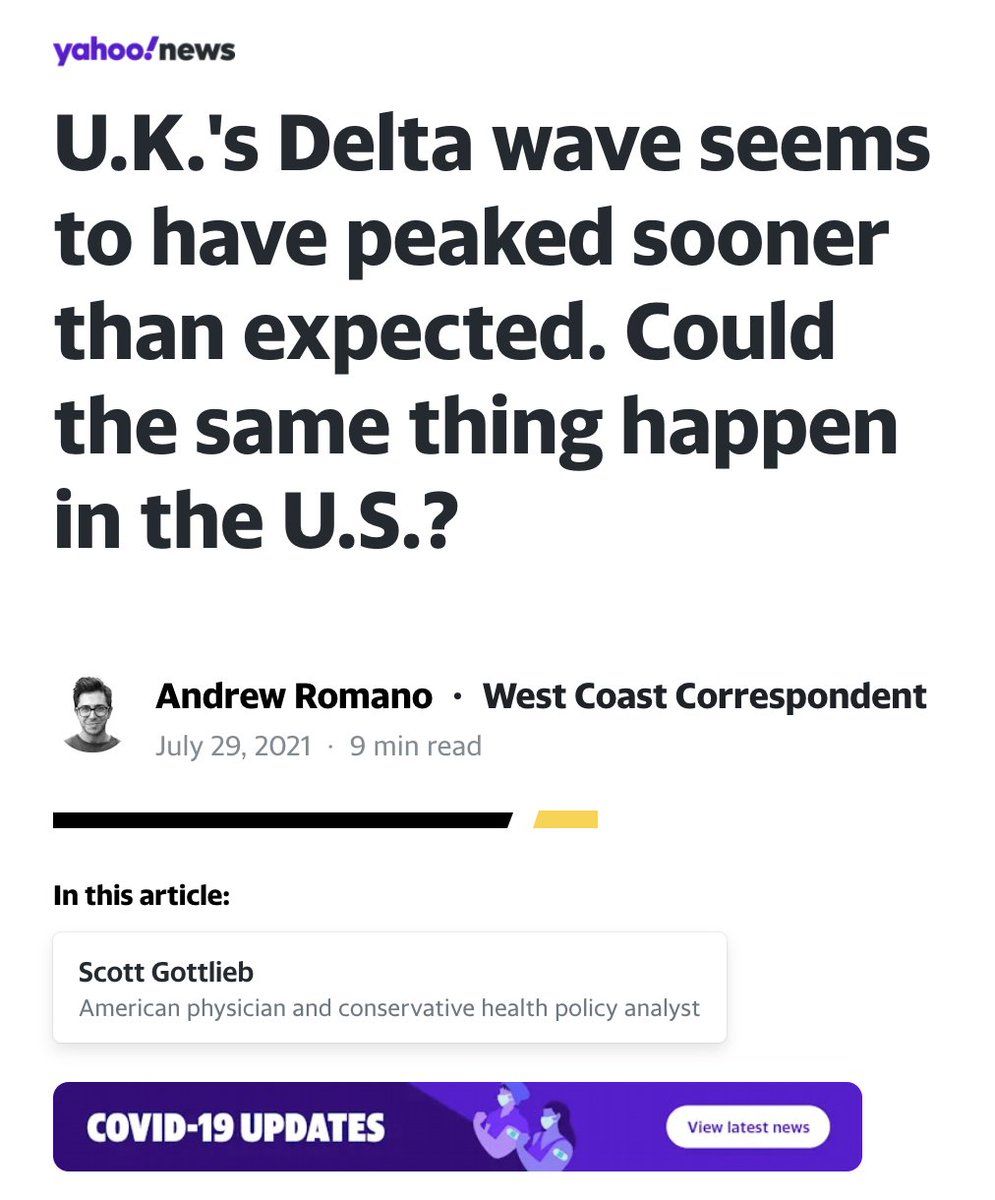 yahoo!news
U.K.'s Delta wave seems
to have peaked sooner
than expected. Could
the same thing happen
in the U.S.?
Andrew Romano · West Coast Correspondent
July 29, 2021 · 9 min read
In this article:
Scott Gottlieb
American physician and conservative health policy analyst
COVID-19 UPDATES
View latest news